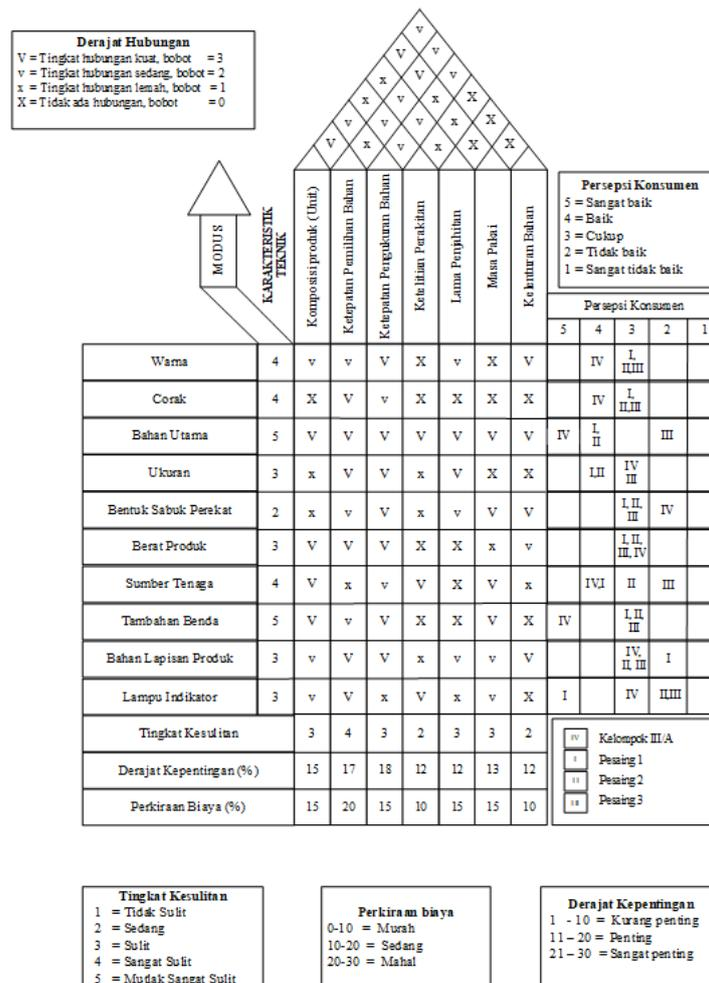 Derajat Hubungan
V = Tingkat hubungan kuat, bobot = 3
v = Tingkat hubungan sedang, bobot = 2
x = Tingkat hubungan lemah, bobot = 1
X = Tidak ada hubungan, bobot = 0
v
V v
x V v
x v x X
v v v x X
V x v x X X
MODUS
KARAKTERISTIK TEKNIK
Komposisi produk (Unit)
Ketepatan Pemilihan Bahan
Ketepatan Pengukuran Bahan
Ketelitian Perakitan
Lama Penjahitan
Masa Pakai
Kelenturan Bahan
Persepsi Konsumen
5 = Sangat baik
4 = Baik
3 = Cukup
2 = Tidak baik
1 = Sangat tidak baik
Persepsi Konsumen
5 4 3 2 1
Warna 4 v v V X v X V IV I, II,III
Corak 4 X V v X X X X IV I, II,III
Bahan Utama 5 V V V V V V V IV I, II III
Ukuran 3 x V V x V X X I,II IV III
Bentuk Sabuk Perekat 2 x v V x v V V I, II, III IV
Berat Produk 3 V V V X X x v I, II, III, IV
Sumber Tenaga 4 V x v V X V x IV,I II III
Tambahan Benda 5 V v V X X V X IV I, II, III
Bahan Lapisan Produk 3 v V V x v v V IV, II, III I
Lampu Indikator 3 v V x V x v X I IV II,III
Tingkat Kesulitan 3 4 3 2 3 3 2
Derajat Kepentingan (%) 15 17 18 12 12 13 12
Perkiraan Biaya (%) 15 20 15 10 15 15 10
IV Kelompok III/A
I Pesaing 1
II Pesaing 2
III Pesaing 3
Tingkat Kesulitan
1 = Tidak Sulit
2 = Sedang
3 = Sulit
4 = Sangat Sulit
5 = Mutlak Sangat Sulit
Perkiraan biaya
0-10 = Murah
10-20 = Sedang
20-30 = Mahal
Derajat Kepentingan
1 - 10 = Kurang penting
11 – 20 = Penting
21 – 30 = Sangat penting